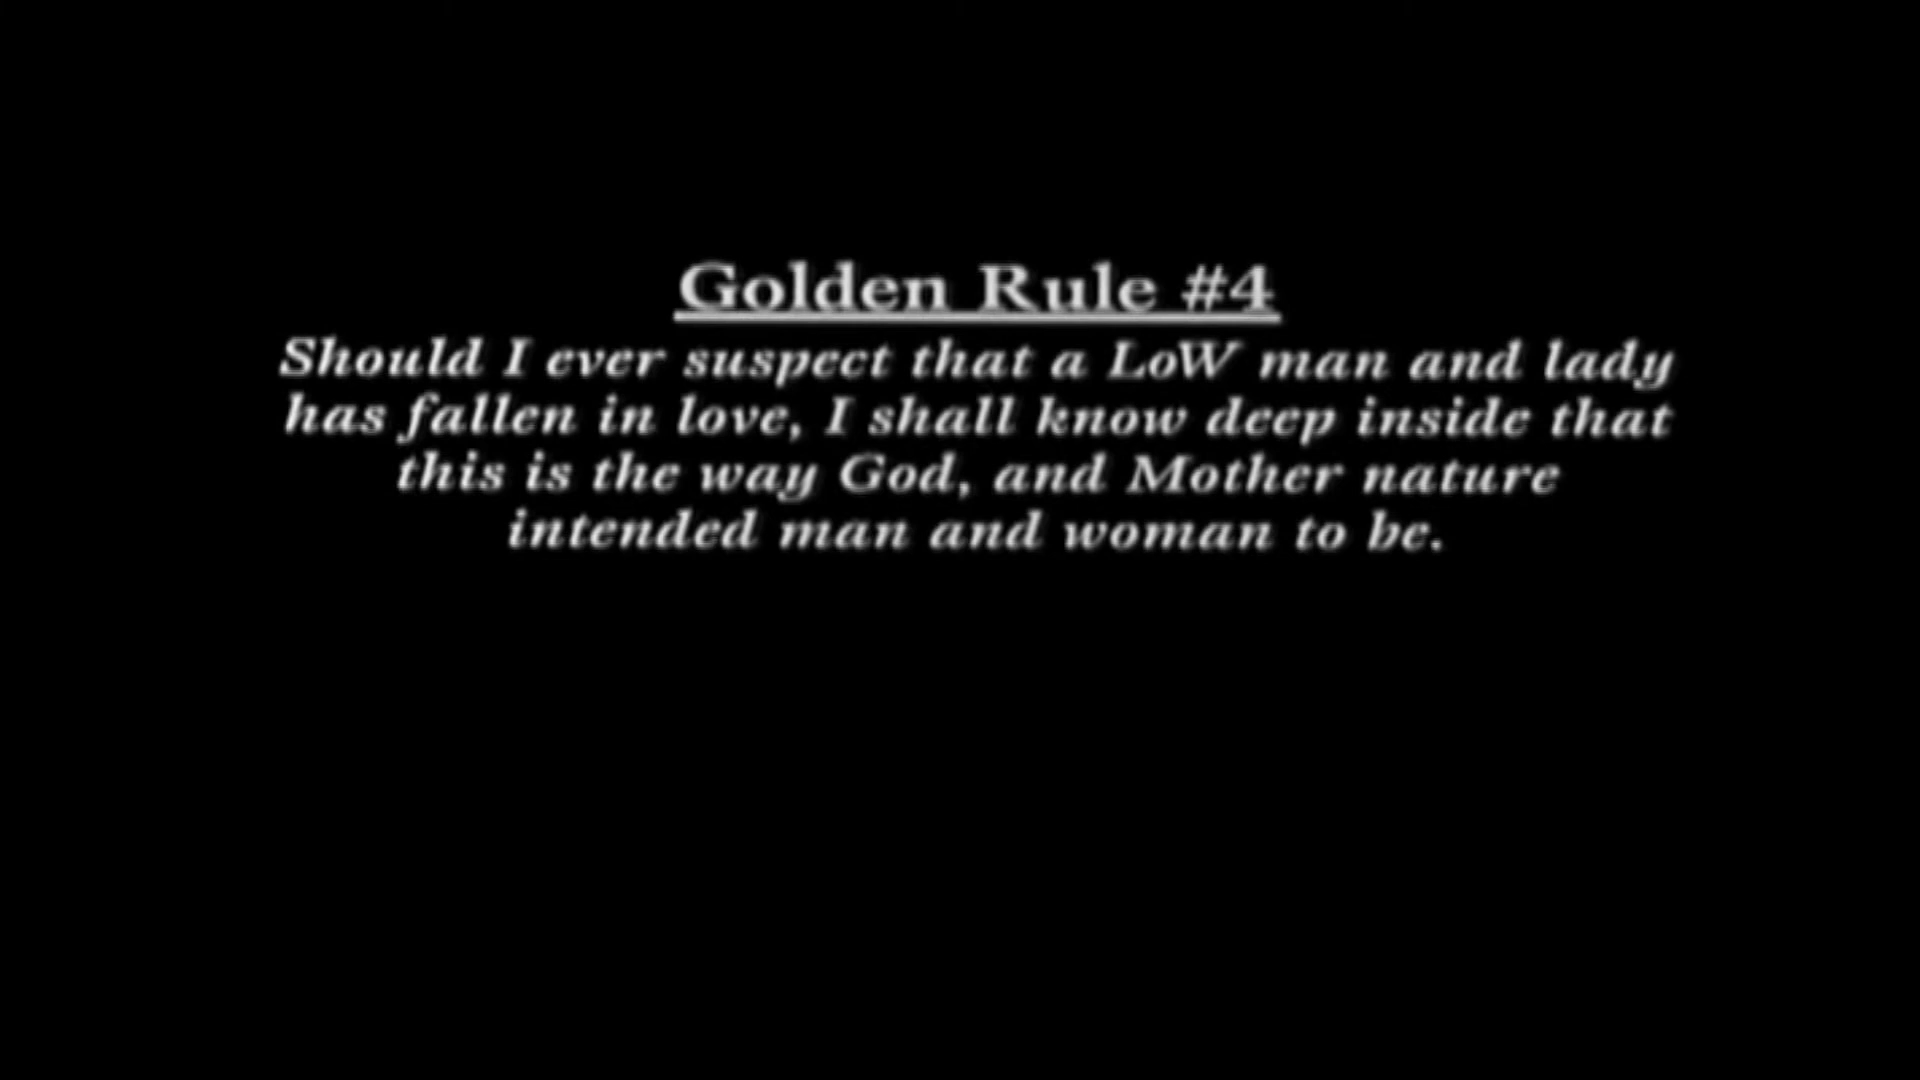 Golden Rule #4
Should I ever suspect that a LoW man and lady
has fallen in love, I shall know deep inside that
this is the way God, and Mother nature
intended man and woman to be.